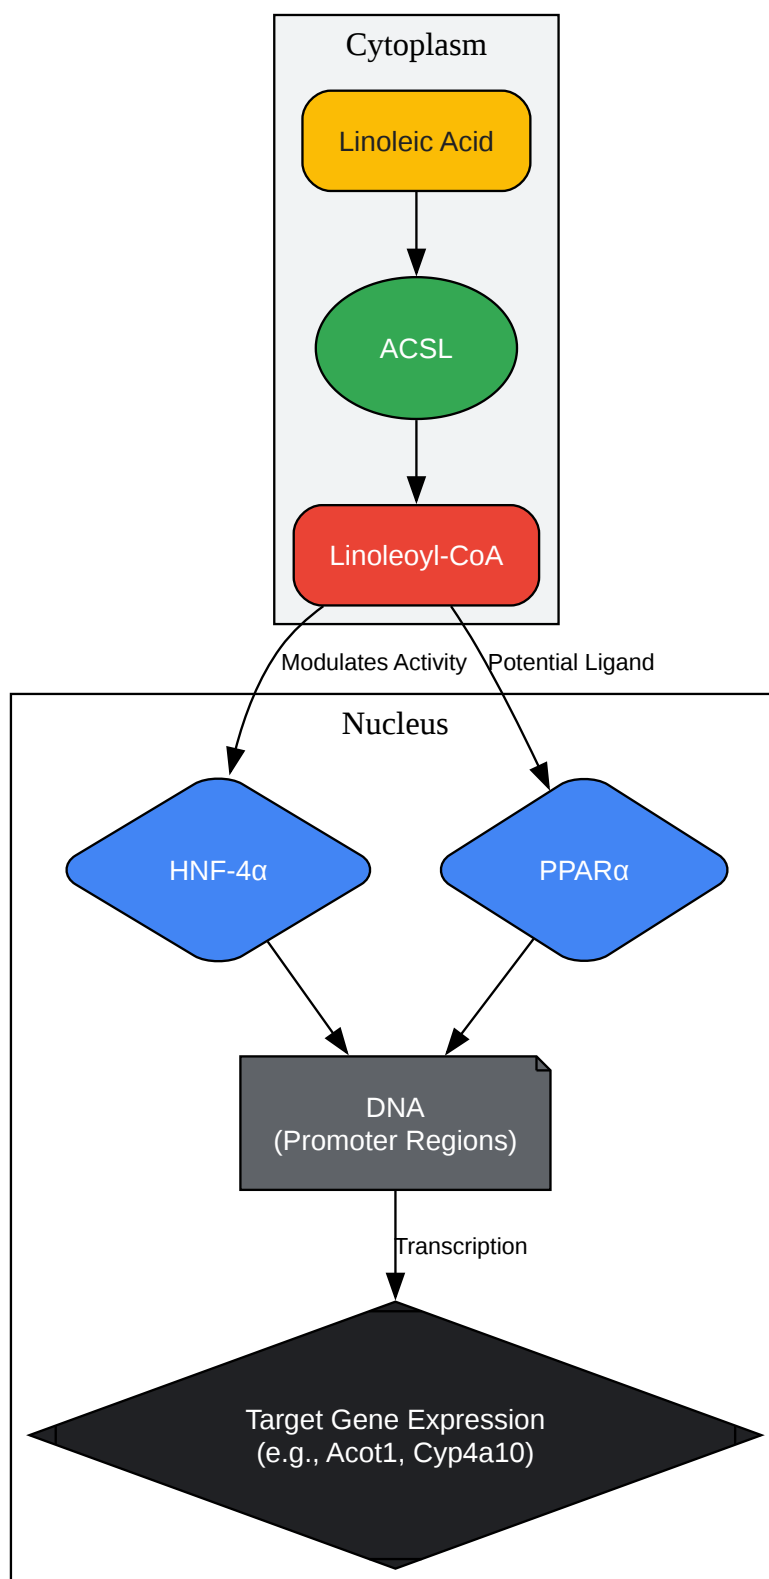 Cytoplasm
Linoleic Acid
ACSL
Linoleoyl-CoA
Modulates Activity
Potential Ligand
Nucleus
HNF-4α
PPARα
DNA
(Promoter Regions)
Transcription
Target Gene Expression
(e.g., Acot1, Cyp4a10)